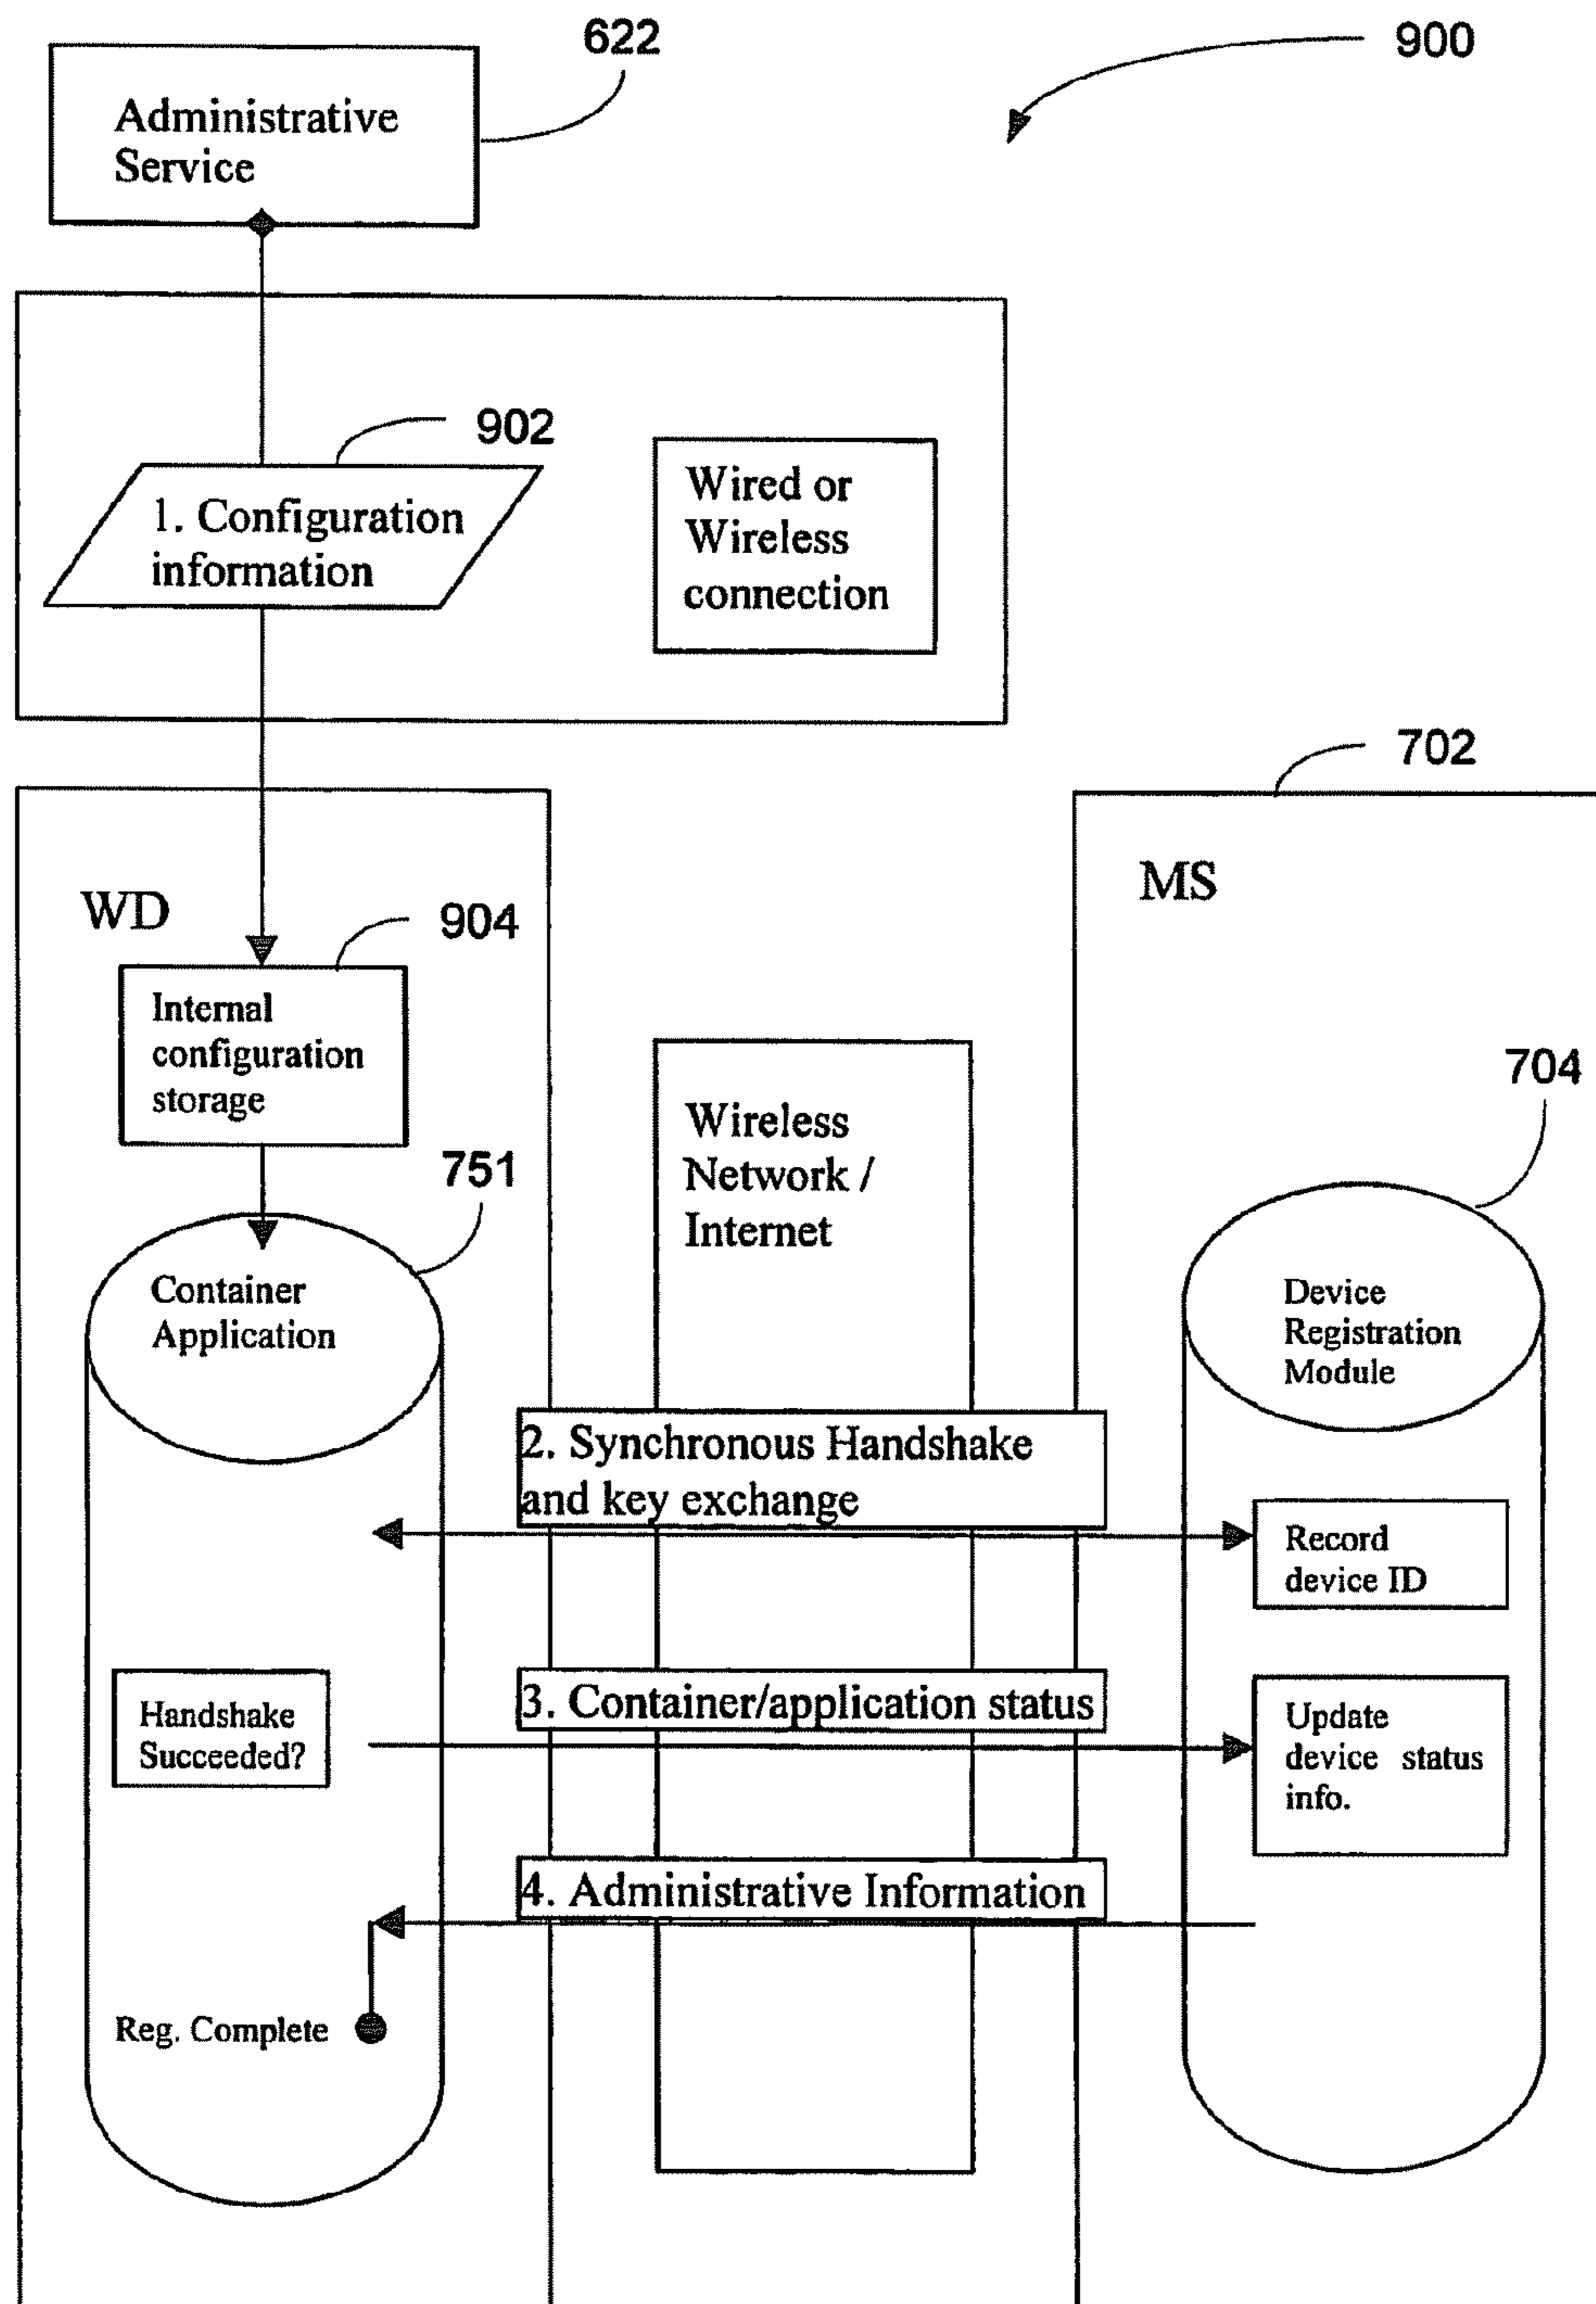 622
900
Administrative
Service
902
1. Configuration
information
Wired or
Wireless
connection
702
WD
MS
904
Internal
configuration
storage
704
Wireless
Network /
Internet
751
Container
Application
Device
Registration
Module
2. Synchronous Handshake
and key exchange
Record
device ID
3. Container/application status
Handshake
Succeeded?
Update
device status
info.
4. Administrative Information
Reg. Complete